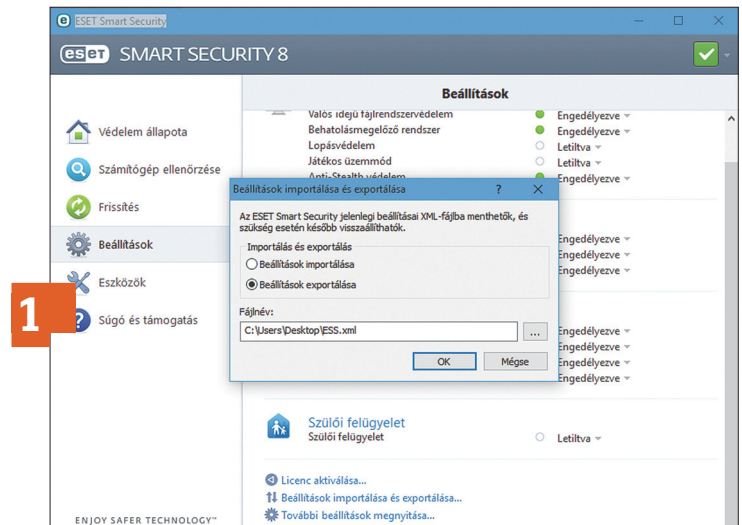 ESET Smart Security
eset SMART SECURITY 8
Beállítások
Védelem állapota
Számítógép ellenőrzése
Frissítés
Beállítások
Eszközök
Súgó és támogatás
1
ENJOY SAFER TECHNOLOGY™
Valós idejű fájlrendszervédelem Engedélyezve
Behatolásmegelőző rendszer Engedélyezve
Lopásvédelem Letiltva
Játékos üzemmód Letiltva
Anti-Stealth védelem Engedélyezve
Engedélyezve
Engedélyezve
Engedélyezve
Engedélyezve
Engedélyezve
Engedélyezve
Engedélyezve
Beállítások importálása és exportálása ?
Az ESET Smart Security jelenlegi beállításai XML-fájlba menthetők, és
szükség esetén később visszaállíthatók.
Importálás és exportálás
Beállítások importálása
Beállítások exportálása
Fájlnév:
C:\Users\Desktop\ESS.xml
...
OK Mégse
Szülői felügyelet
Szülői felügyelet Letiltva
Licenc aktiválása...
Beállítások importálása és exportálása...
További beállítások megnyitása...